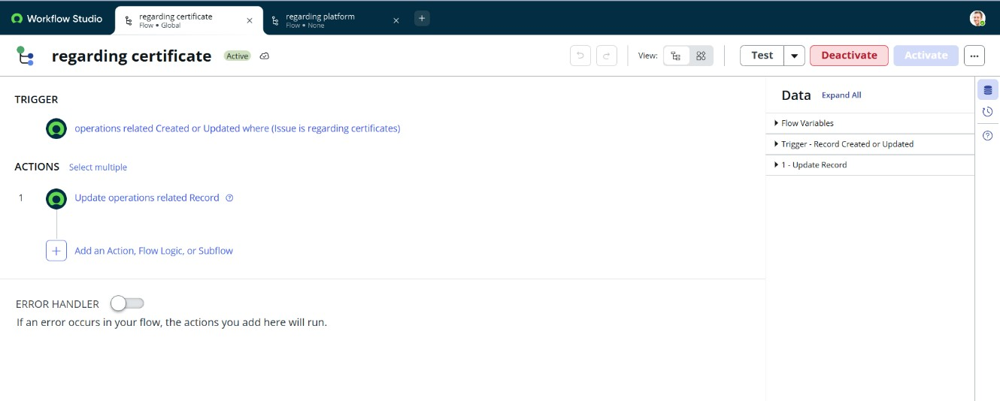 Workflow Studio
regarding certificate
Flow • Global
regarding platform
Flow • None
regarding certificate
Active
View:
Test
Deactivate
Activate
TRIGGER
operations related Created or Updated where (Issue is regarding certificates)
ACTIONS Select multiple
1 Update operations related Record
Add an Action, Flow Logic, or Subflow
ERROR HANDLER
If an error occurs in your flow, the actions you add here will run.
Data Expand All
Flow Variables
Trigger - Record Created or Updated
1 - Update Record